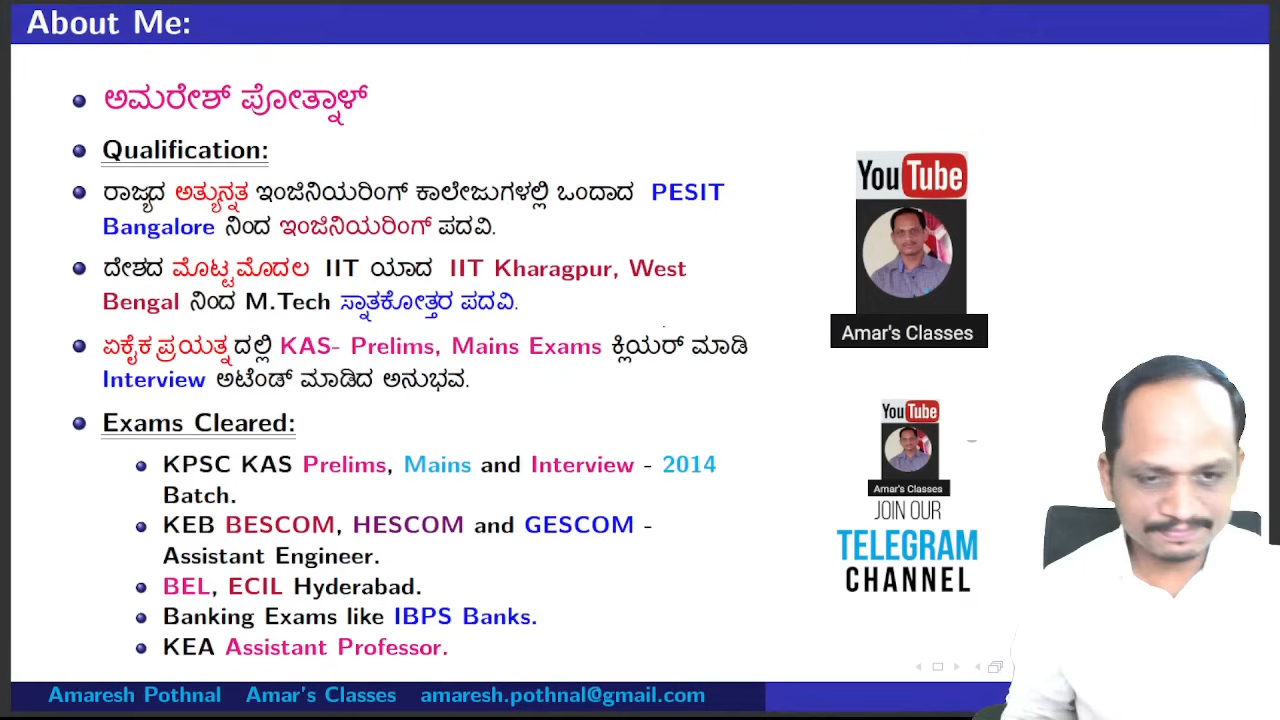 About Me:
ಅಮರೇಶ್ ಪೋತ್ನಾಳ್
Qualification:
ರಾಜ್ಯದ ಅತ್ಯುನ್ನತ ಇಂಜಿನಿಯರಿಂಗ್ ಕಾಲೇಜುಗಳಲ್ಲಿ ಒಂದಾದ PESIT
Bangalore ನಿಂದ ಇಂಜಿನಿಯರಿಂಗ್ ಪದವಿ.
ದೇಶದ ಮೊಟ್ಟಮೊದಲ IIT ಯಾದ IIT Kharagpur, West
Bengal ನಿಂದ M.Tech ಸ್ನಾತಕೋತ್ತರ ಪದವಿ.
ಏಕೈಕ ಪ್ರಯತ್ನದಲ್ಲಿ KAS- Prelims, Mains Exams ಕ್ಲಿಯರ್ ಮಾಡಿ
Interview ಅಟೆಂಡ್ ಮಾಡಿದ ಅನುಭವ.
Exams Cleared:
KPSC KAS Prelims, Mains and Interview - 2014
Batch.
KEB BESCOM, HESCOM and GESCOM -
Assistant Engineer.
BEL, ECIL Hyderabad.
Banking Exams like IBPS Banks.
KEA Assistant Professor.
YouTube
Amar's Classes
YouTube
Amar's Classes
JOIN OUR
TELEGRAM
CHANNEL
Amaresh Pothnal Amar's Classes amaresh.pothnal@gmail.com